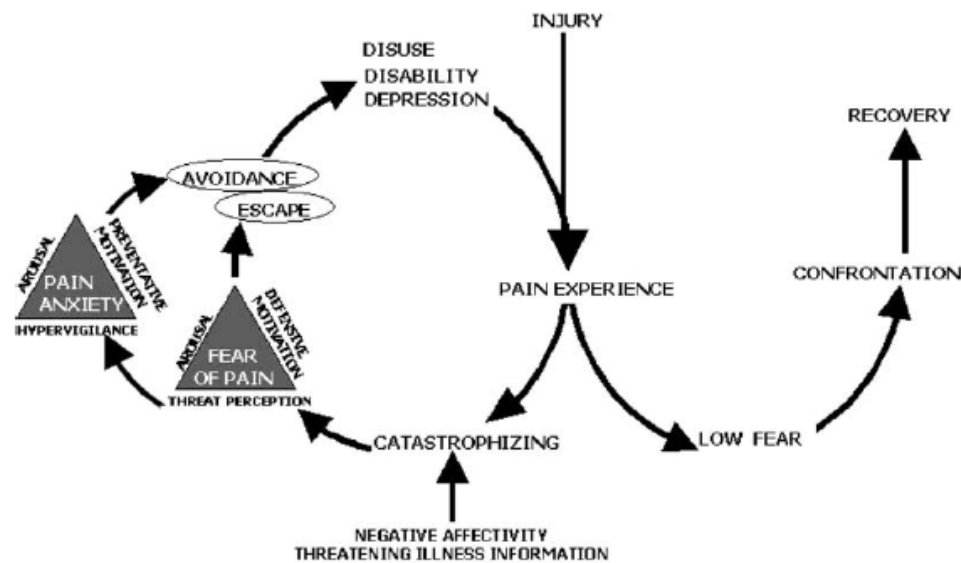 INJURY
DISUSE
DISABILITY
DEPRESSION
RECOVERY
AVOIDANCE
ESCAPE
AROUSAL
PREVENTATIVE
MOTIVATION
PAIN
ANXIETY
HYPERVIGILANCE
AROUSAL
DEFENSIVE
MOTIVATION
FEAR
OF PAIN
THREAT PERCEPTION
PAIN EXPERIENCE
CONFRONTATION
CATASTROPHIZING
LOW FEAR
NEGATIVE AFFECTIVITY
THREATENING ILLNESS INFORMATION